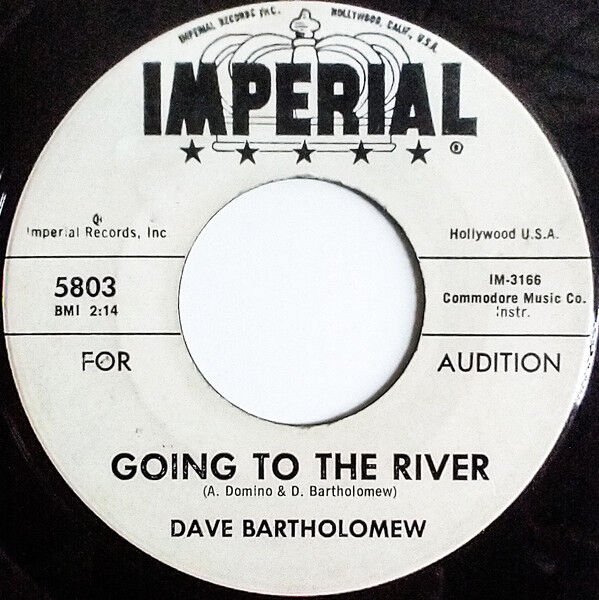 IMPERIAL RECORDS INC. HOLLYWOOD, CALIF., U.S.A.
IMPERIAL
®
Imperial Records, Inc
Hollywood U.S.A.
5803
BMI 2:14
IM-3166
Commodore Music Co.
Instr.
FOR AUDITION
GOING TO THE RIVER
(A. Domino & D. Bartholomew)
DAVE BARTHOLOMEW